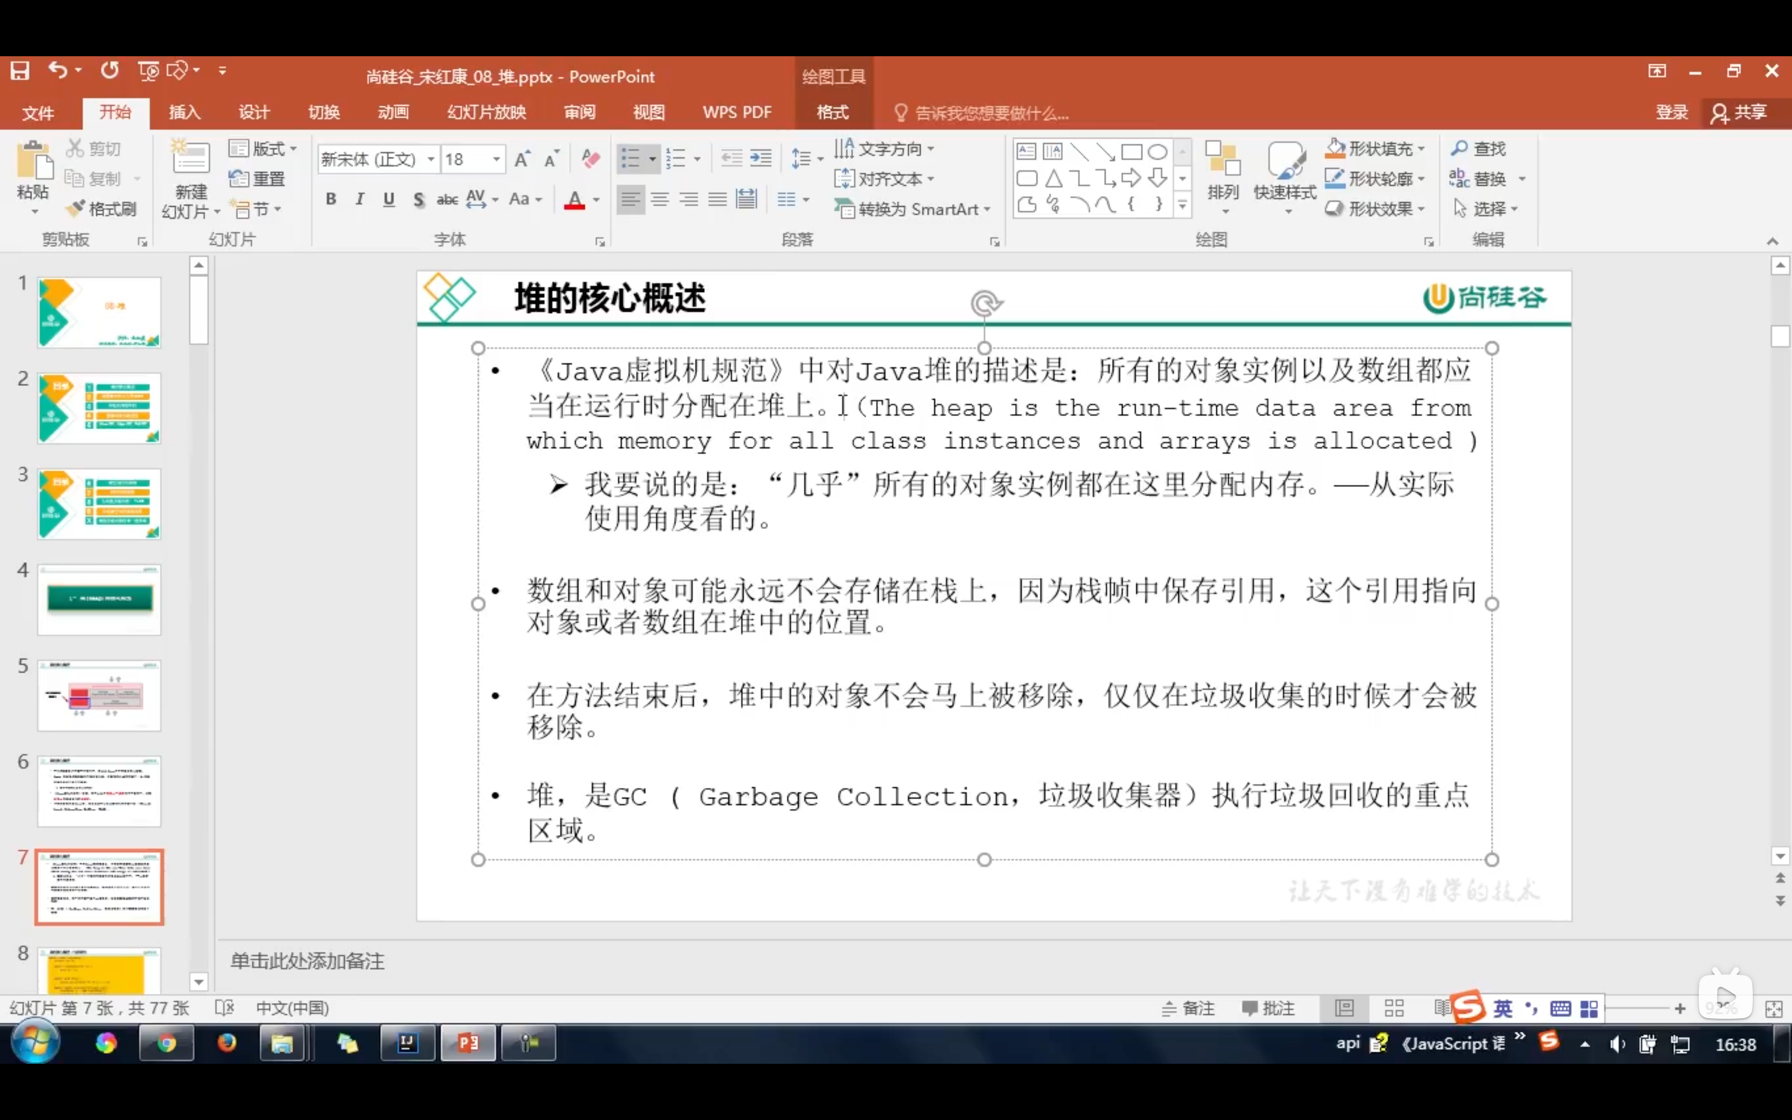 尚硅谷_宋红康_08_堆.pptx - PowerPoint
绘图工具
文件 开始 插入 设计 切换 动画 幻灯片放映 审阅 视图 WPS PDF 格式 告诉我您想要做什么... 登录 共享
粘贴 剪切 复制 格式刷
剪贴板
新建
幻灯片 版式 重置 节
幻灯片
新宋体 (正文) 18
B I U S abc AV Aa A
字体
文字方向
对齐文本
转换为 SmartArt
段落
排列 快速样式
形状填充
形状轮廓
形状效果
绘图
查找
替换
选择
编辑
1
2
3
4
5
6
7
8
堆的核心概述
尚硅谷
• 《Java虚拟机规范》中对Java堆的描述是：所有的对象实例以及数组都应
当在运行时分配在堆上。（The heap is the run-time data area from
which memory for all class instances and arrays is allocated )
➢ 我要说的是：“几乎”所有的对象实例都在这里分配内存。——从实际
使用角度看的。
• 数组和对象可能永远不会存储在栈上，因为栈帧中保存引用，这个引用指向
对象或者数组在堆中的位置。
• 在方法结束后，堆中的对象不会马上被移除，仅仅在垃圾收集的时候才会被
移除。
• 堆，是GC ( Garbage Collection，垃圾收集器）执行垃圾回收的重点
区域。
让天下没有难学的技术
单击此处添加备注
幻灯片 第 7 张，共 77 张 中文(中国) 备注 批注 英 92%
api 《JavaScript 语 16:38